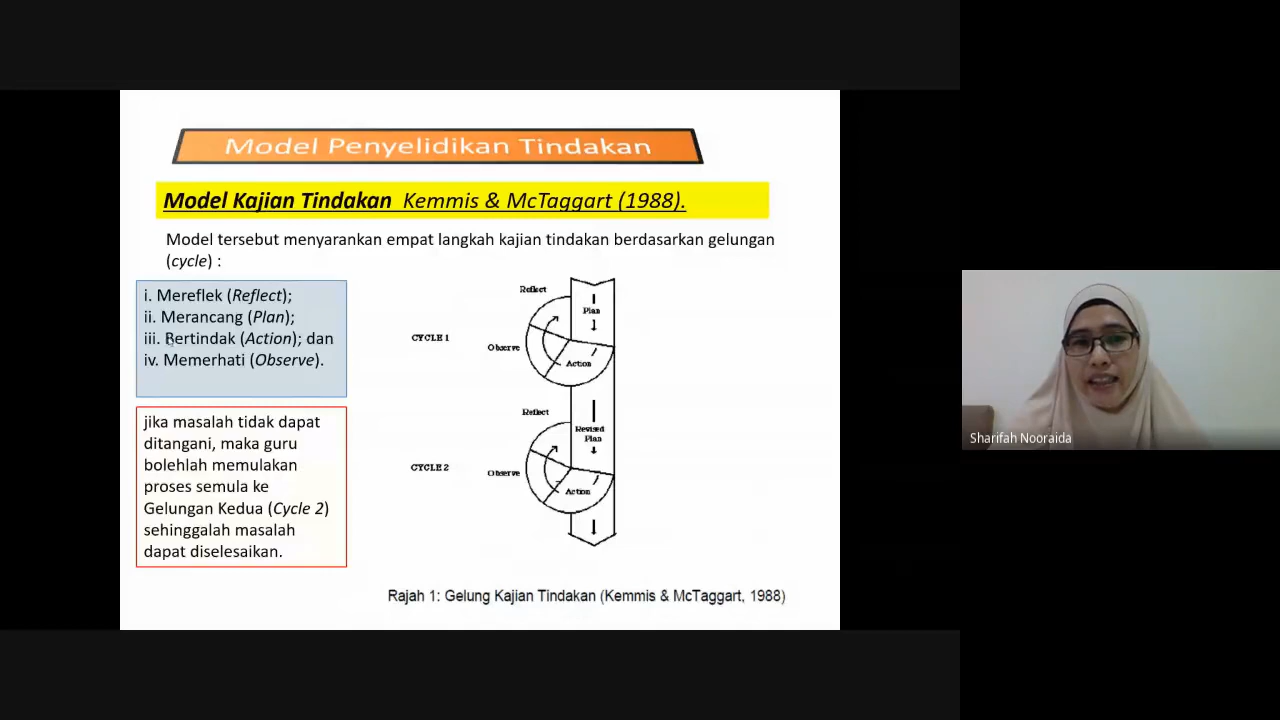 Model Penyelidikan Tindakan
Model Kajian Tindakan Kemmis & McTaggart (1988).
Model tersebut menyarankan empat langkah kajian tindakan berdasarkan gelungan
(cycle) :
i. Mereflek (Reflect);
ii. Merancang (Plan);
iii. Bertindak (Action); dan
iv. Memerhati (Observe).
jika masalah tidak dapat
ditangani, maka guru
bolehlah memulakan
proses semula ke
Gelungan Kedua (Cycle 2)
sehinggalah masalah
dapat diselesaikan.
Reflect
Plan
CYCLE 1
Observe
Action
Reflect
Revised
Plan
CYCLE 2
Observe
Action
Rajah 1: Gelung Kajian Tindakan (Kemmis & McTaggart, 1988)
Sharifah Nooraida